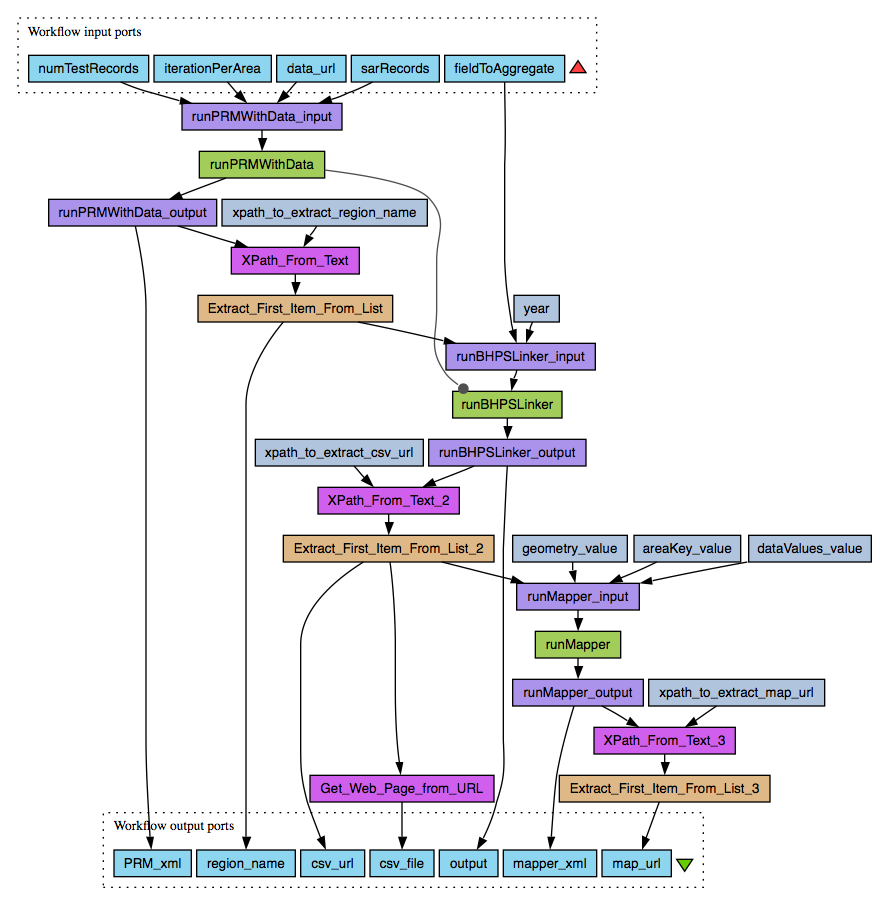 Workflow input ports
numTestRecords
iterationPerArea
data_url
sarRecords
fieldToAggregate
runPRMWithData_input
runPRMWithData
runPRMWithData_output
xpath_to_extract_region_name
XPath_From_Text
Extract_First_Item_From_List
year
runBHPSLinker_input
runBHPSLinker
xpath_to_extract_csv_url
runBHPSLinker_output
XPath_From_Text_2
Extract_First_Item_From_List_2
geometry_value
areaKey_value
dataValues_value
runMapper_input
runMapper
runMapper_output
xpath_to_extract_map_url
XPath_From_Text_3
Get_Web_Page_from_URL
Extract_First_Item_From_List_3
Workflow output ports
PRM_xml
region_name
csv_url
csv_file
output
mapper_xml
map_url